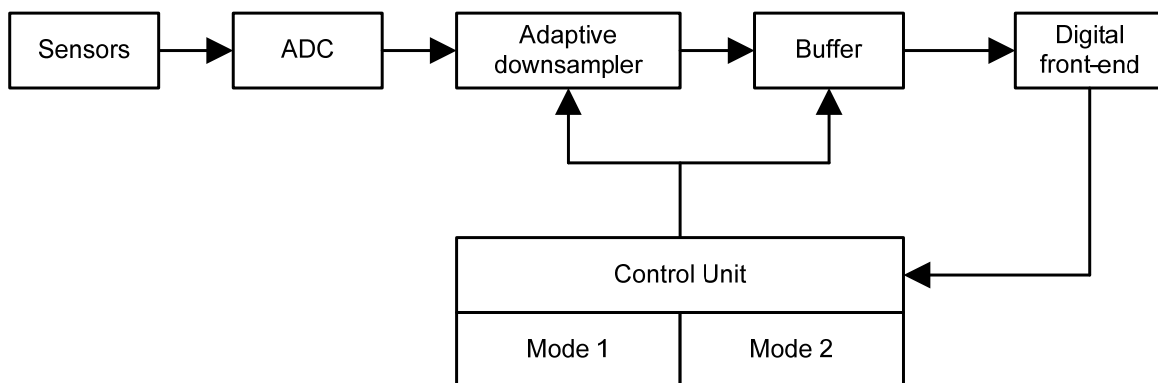 Sensors
ADC
Adaptive
downsampler
Buffer
Digital
front-end
Control Unit
Mode 1
Mode 2